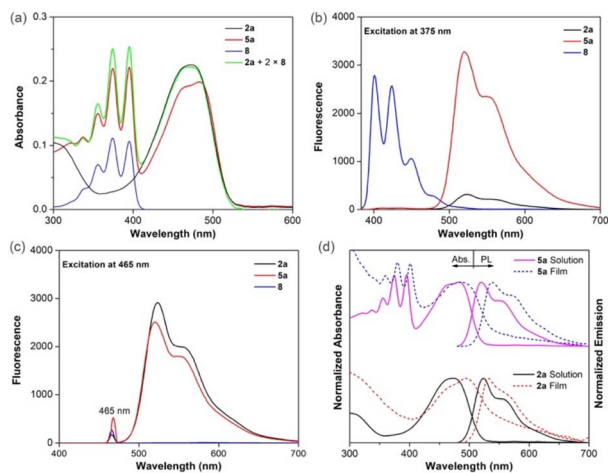 (a)
2a
5a
8
2a + 2 × 8
0.3
0.2
0.1
0.0
Absorbance
300
400
500
600
Wavelength (nm)
(b)
Excitation at 375 nm
2a
5a
8
4000
3000
2000
1000
0
Fluorescence
400
500
600
700
Wavelength (nm)
(c)
Excitation at 465 nm
2a
5a
8
4000
3000
2000
1000
0
Fluorescence
465 nm
400
500
600
700
Wavelength (nm)
(d)
Abs.
PL
5a Solution
5a Film
2a Solution
2a Film
Normalized Absorbance
Normalized Emission
300
400
500
600
700
Wavelength (nm)